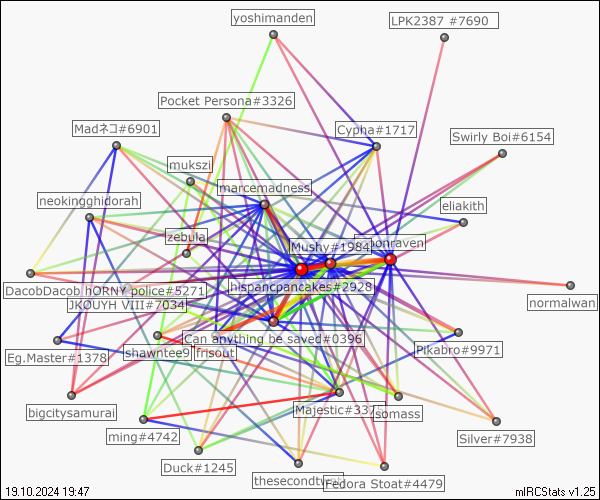 yoshimanden
LPK2387 #7690
Pocket Persona#3326
Madネコ#6901
Cypha#1717
Swirly Boi#6154
mukszi
marcemadness
neokingghidorah
eliakith
zebula
Mushy#1984
onraven
DacobDacob hORNY police#5271
hispancpancakes#2928
normalwan
JKOUYH VIII#7034
Can anything be saved#0396
Eg.Master#1378
shawntee9
frisout
Pikabro#9971
bigcitysamurai
Majestic#337
somass
ming#4742
Silver#7938
Duck#1245
thesecondt
Fedora Stoat#4479
19.10.2024 19:47
mIRCStats v1.25